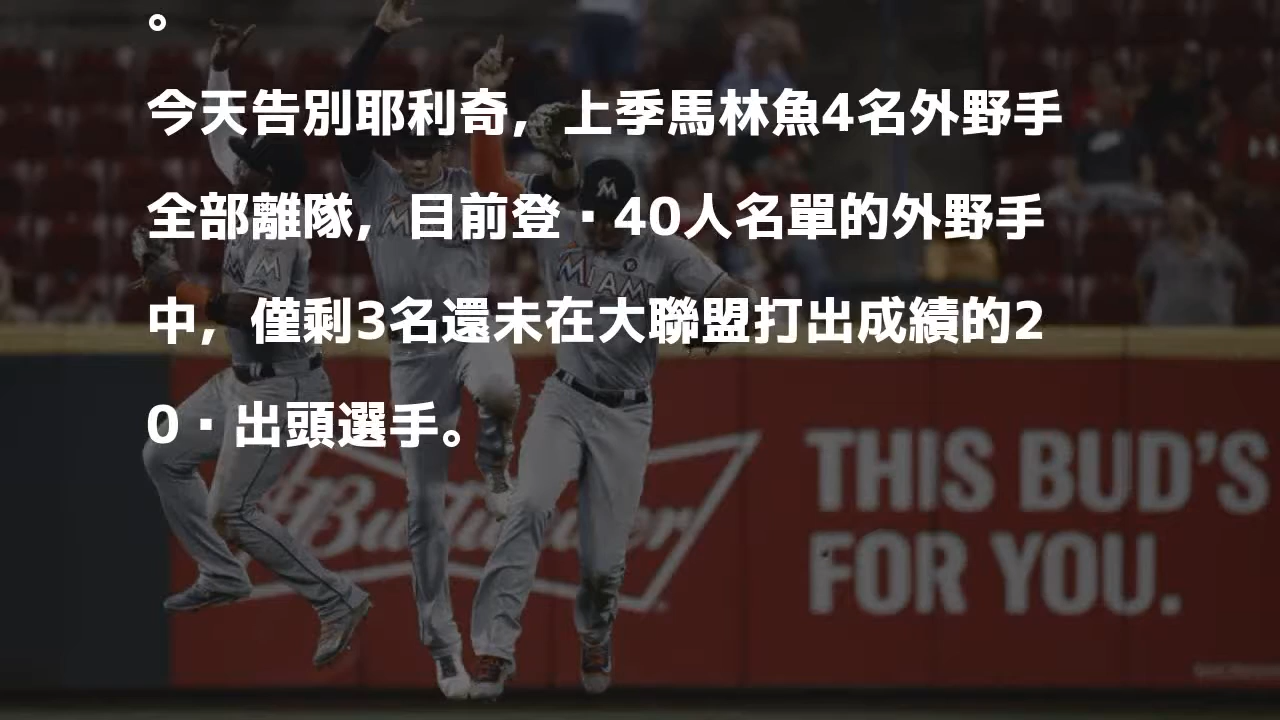 。
今天告別耶利奇，上季馬林魚4名外野手
全部離隊，目前登·40人名單的外野手
中，僅剩3名還未在大聯盟打出成績的2
0·出頭選手。
M
MIAMI
M
Budweiser
THIS BUD'S
FOR YOU.